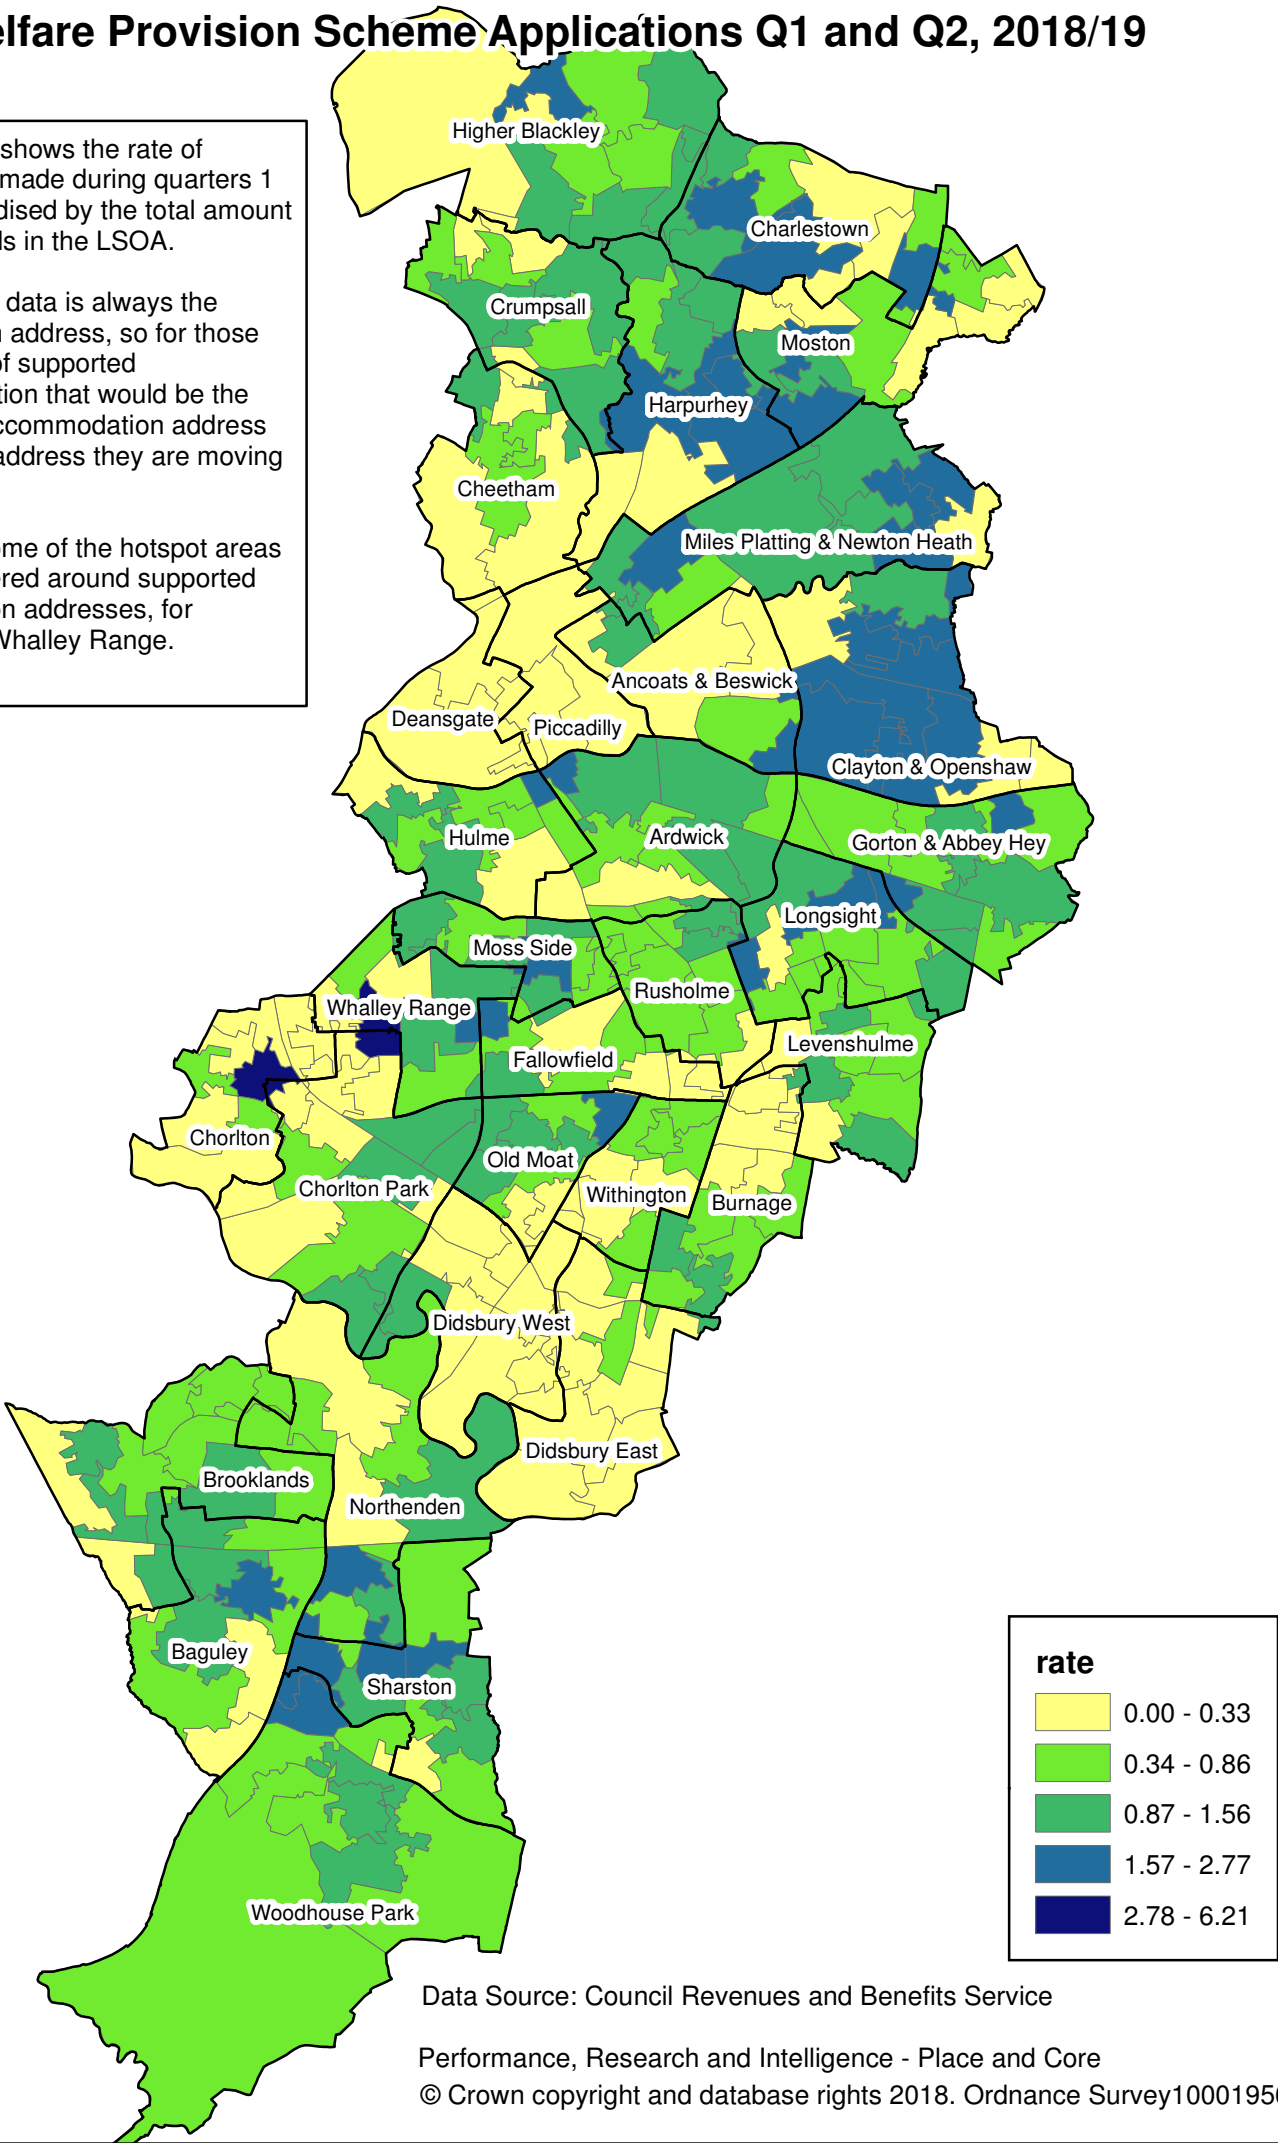 elfare Provision Scheme Applications Q1 and Q2, 2018/19
shows the rate of
made during quarters 1
dised by the total amount
ls in the LSOA.
data is always the
address, so for those
of supported
tion that would be the
ccommodation address
address they are moving
ome of the hotspot areas
ered around supported
on addresses, for
Whalley Range.
Higher Blackley
Charlestown
Crumpsall
Moston
Harpurhey
Cheetham
Miles Platting & Newton Heath
Ancoats & Beswick
Deansgate
Piccadilly
Clayton & Openshaw
Hulme
Ardwick
Gorton & Abbey Hey
Longsight
Moss Side
Rusholme
Whalley Range
Levenshulme
Fallowfield
Chorlton
Old Moat
Chorlton Park
Withington
Burnage
Didsbury West
Didsbury East
Brooklands
Northenden
Baguley
Sharston
Woodhouse Park
rate
0.00 - 0.33
0.34 - 0.86
0.87 - 1.56
1.57 - 2.77
2.78 - 6.21
Data Source: Council Revenues and Benefits Service
Performance, Research and Intelligence - Place and Core
© Crown copyright and database rights 2018. Ordnance Survey1000195